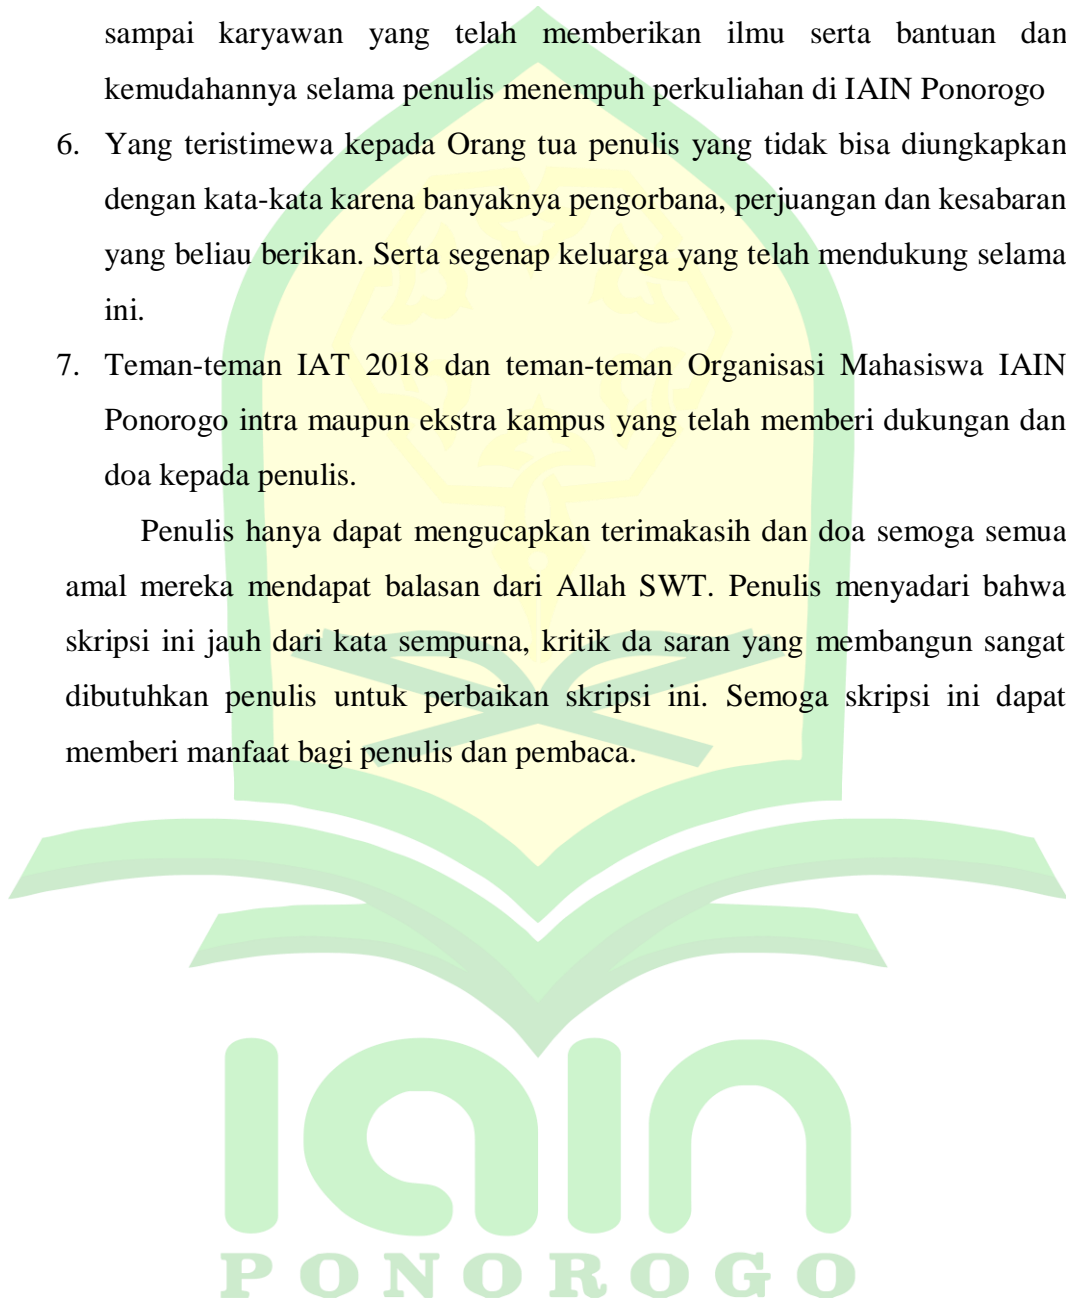 sampai karyawan yang telah memberikan ilmu serta bantuan dan
kemudahannya selama penulis menempuh perkuliahan di IAIN Ponorogo
6. Yang teristimewa kepada Orang tua penulis yang tidak bisa diungkapkan
dengan kata-kata karena banyaknya pengorbana, perjuangan dan kesabaran
yang beliau berikan. Serta segenap keluarga yang telah mendukung selama
ini.
7. Teman-teman IAT 2018 dan teman-teman Organisasi Mahasiswa IAIN
Ponorogo intra maupun ekstra kampus yang telah memberi dukungan dan
doa kepada penulis.
Penulis hanya dapat mengucapkan terimakasih dan doa semoga semua
amal mereka mendapat balasan dari Allah SWT. Penulis menyadari bahwa
skripsi ini jauh dari kata sempurna, kritik da saran yang membangun sangat
dibutuhkan penulis untuk perbaikan skripsi ini. Semoga skripsi ini dapat
memberi manfaat bagi penulis dan pembaca.
iain
PONOROGO